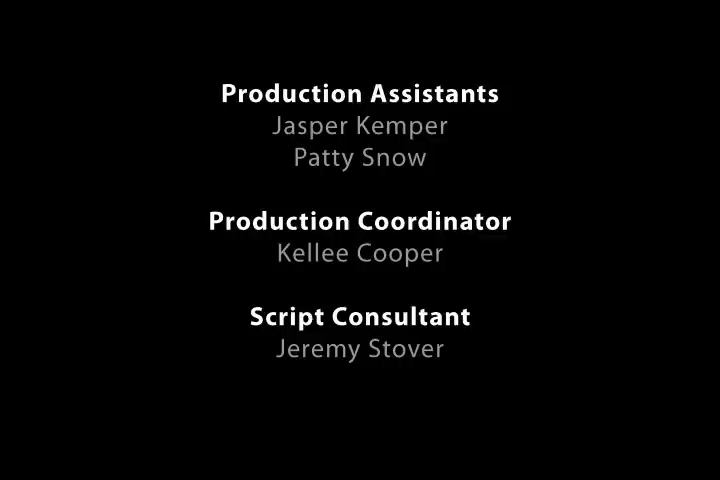 Production Assistants
Jasper Kemper
Patty Snow
Production Coordinator
Kellee Cooper
Script Consultant
Jeremy Stover